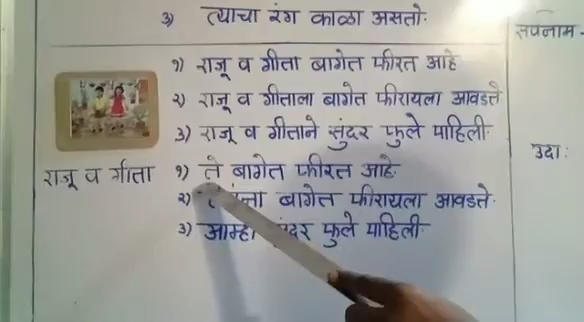 ३) त्याचा रंग काळा असतो.
सर्वनाम -
१) राजू व गीता बागेत फीरत आहे
२) राजू व गीताला बागेत फीरायला आवडते
३) राजू व गीताने सुंदर फुले पाहिली.
उदा:
राजू व गीता १) ते बागेत फीरत आहे.
२) बागेत फीरायला आवडते.
३) आम्ही सुंदर फुले पाहिली